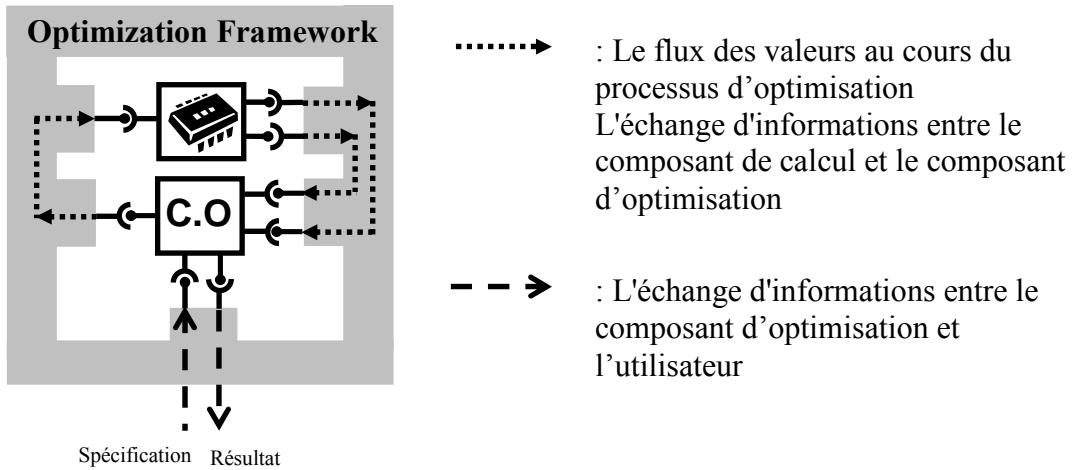 Optimization Framework
C.O
Spécification
Résultat
: Le flux des valeurs au cours du
processus d’optimisation
L'échange d'informations entre le
composant de calcul et le composant
d’optimisation
: L'échange d'informations entre le
composant d’optimisation et
l’utilisateur